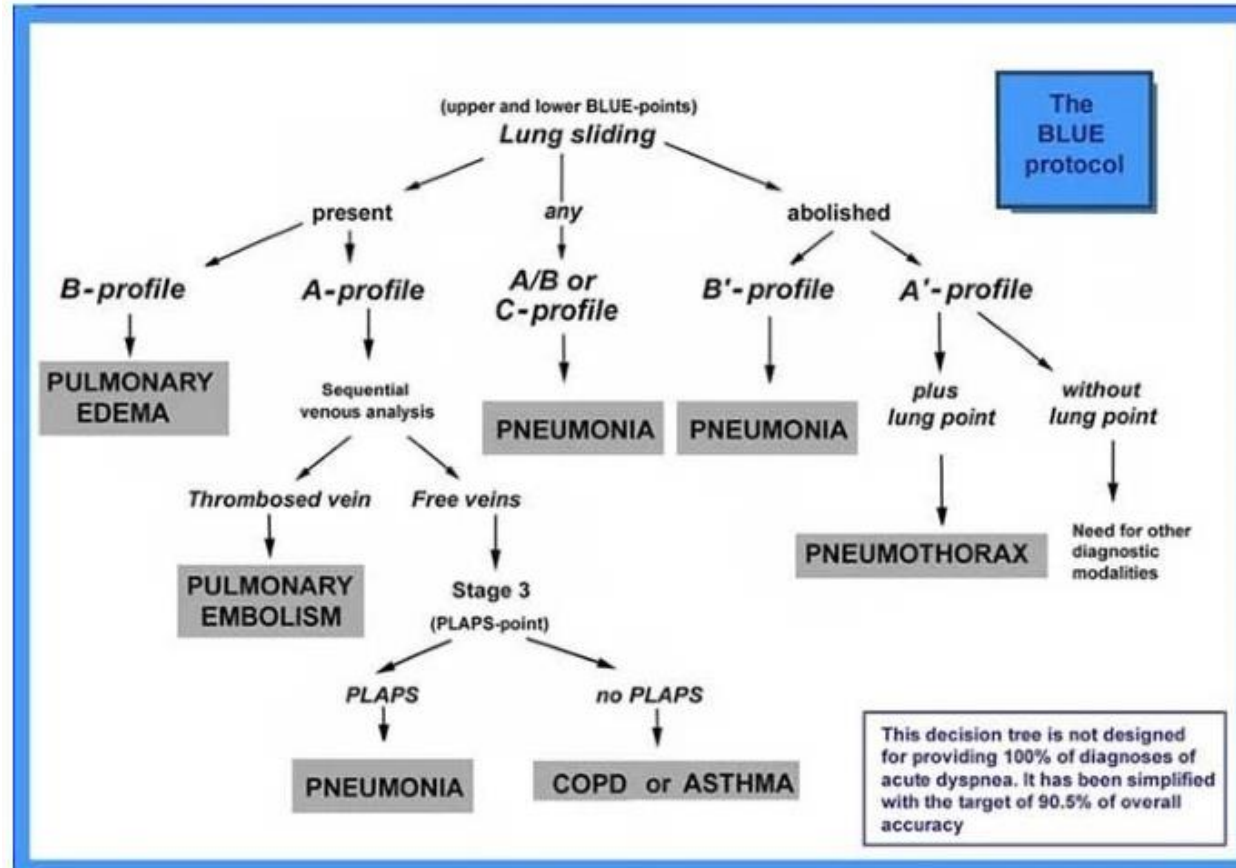 (upper and lower BLUE-points)
Lung sliding
The
BLUE
protocol
present
any
abolished
B-profile
A-profile
A/B or
C-profile
B'-profile
A'-profile
PULMONARY
EDEMA
Sequential
venous analysis
PNEUMONIA
PNEUMONIA
plus
lung point
without
lung point
Thrombosed vein
Free veins
PNEUMOTHORAX
Need for other
diagnostic
modalities
PULMONARY
EMBOLISM
Stage 3
(PLAPS-point)
PLAPS
no PLAPS
PNEUMONIA
COPD or ASTHMA
This decision tree is not designed
for providing 100% of diagnoses of
acute dyspnea. It has been simplified
with the target of 90.5% of overall
accuracy